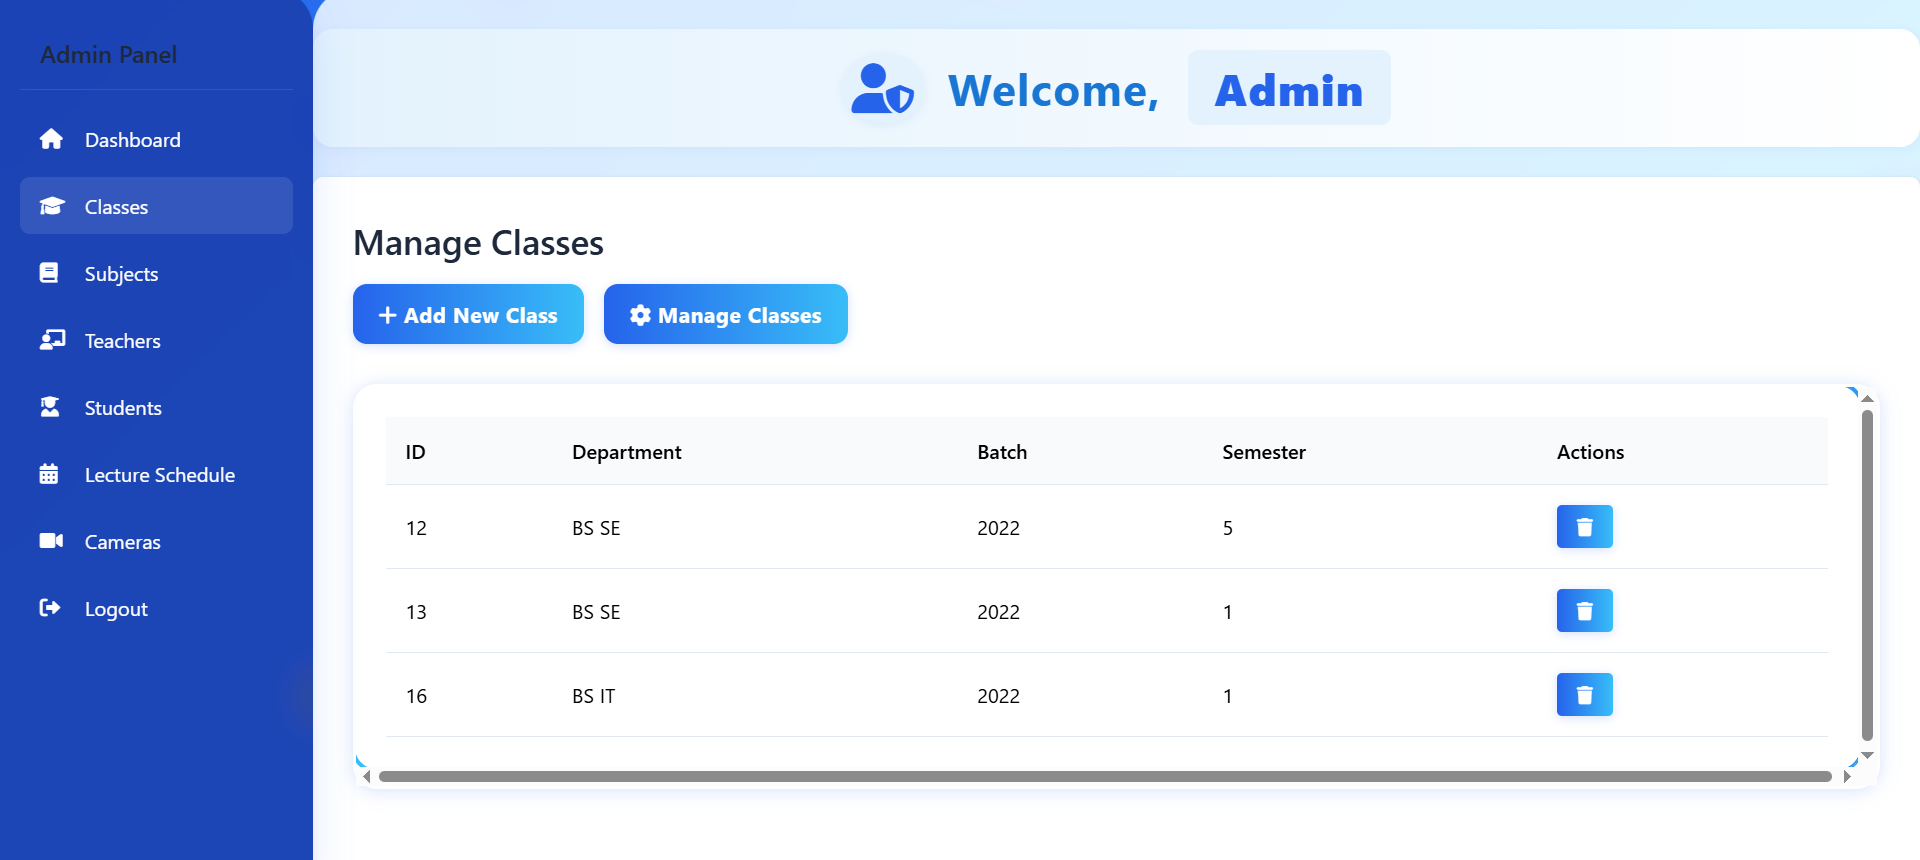 Admin Panel
Dashboard
Classes
Subjects
Teachers
Students
Lecture Schedule
Cameras
Logout
Welcome, Admin
Manage Classes
Add New Class Manage Classes
ID Department Batch Semester Actions
12 BS SE 2022 5
13 BS SE 2022 1
16 BS IT 2022 1